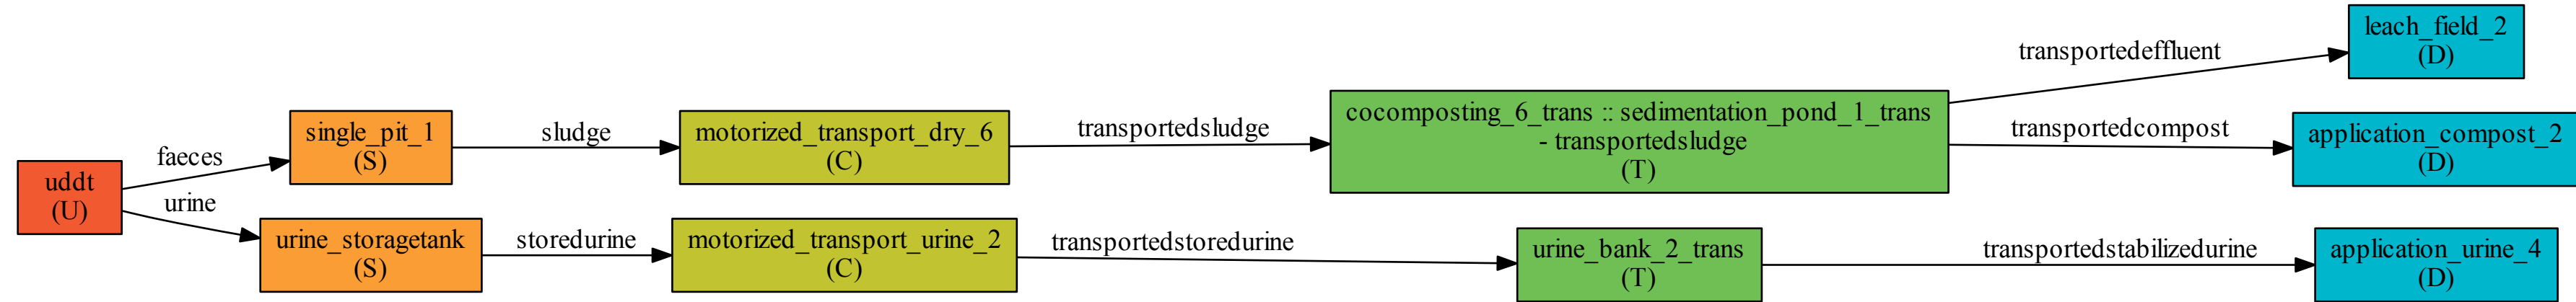 uddt
(U)
faeces
urine
single_pit_1
(S)
urine_storagetank
(S)
sludge
storedurine
motorized_transport_dry_6
(C)
motorized_transport_urine_2
(C)
transportedsludge
transportedstoredurine
cocomposting_6_trans :: sedimentation_pond_1_trans
- transportedsludge
(T)
urine_bank_2_trans
(T)
transportedeffluent
transportedcompost
transportedstabilizedurine
leach_field_2
(D)
application_compost_2
(D)
application_urine_4
(D)